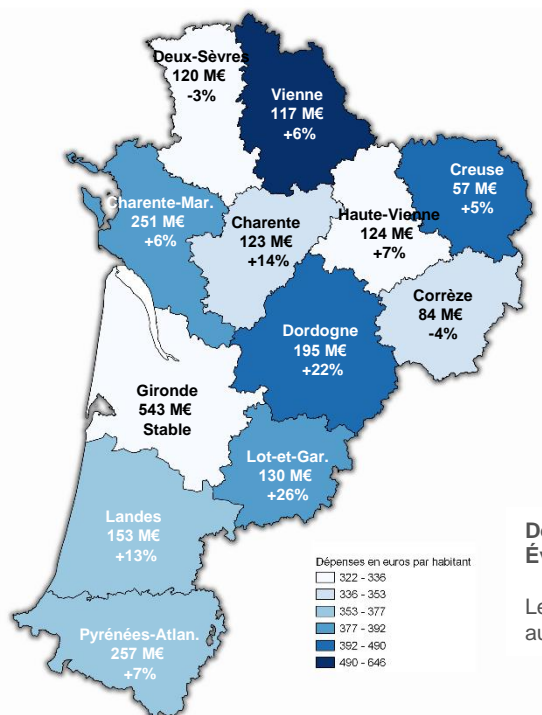 Deux-Sèvres
120 M€
-3%
Vienne
117 M€
+6%
Creuse
57 M€
+5%
Charente-Mar.
251 M€
+6%
Charente
123 M€
+14%
Haute-Vienne
124 M€
+7%
Corrèze
84 M€
-4%
Dordogne
195 M€
+22%
Gironde
543 M€
Stable
Lot-et-Gar.
130 M€
+26%
Landes
153 M€
+13%
Pyrénées-Atlan.
257 M€
+7%
Dépenses en euros par habitant
322 - 336
336 - 353
353 - 377
377 - 392
392 - 490
490 - 646